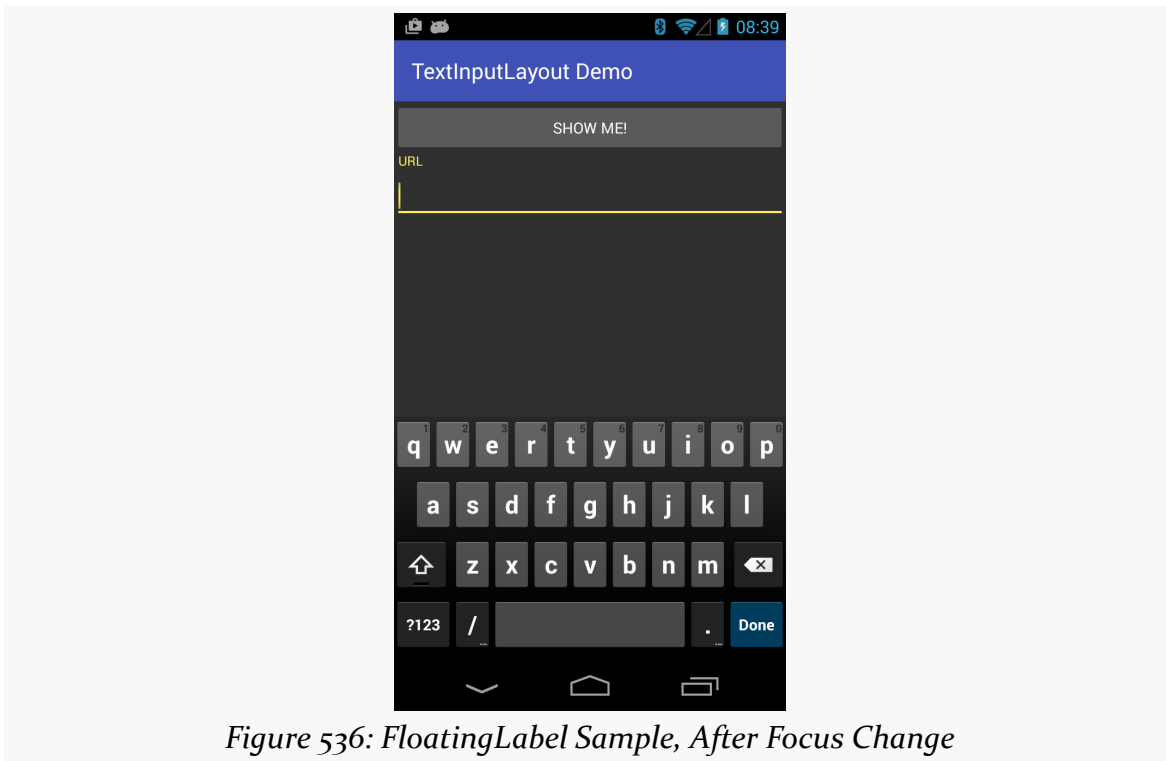 08:39
TextInputLayout Demo
SHOW ME!
URL
1 2 3 4 5 6 7 8 9 0
q w e r t y u i o p
a s d f g h j k l
z x c v b n m
?123 / ... . ... Done
Figure 536: FloatingLabel Sample, After Focus Change